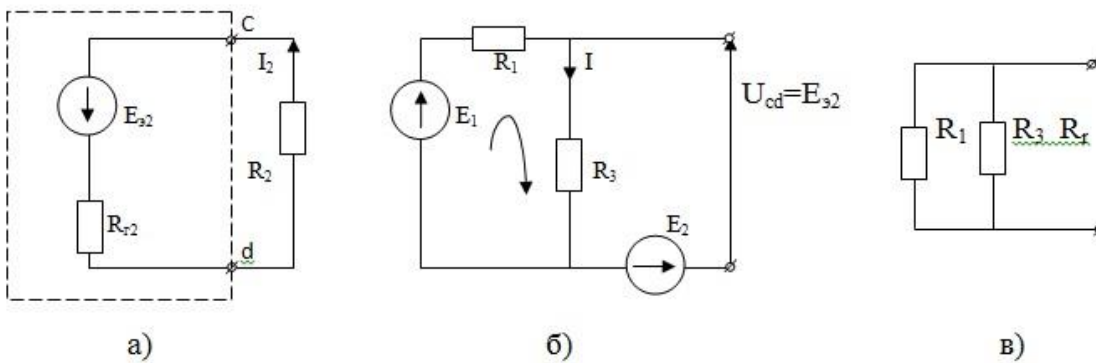 C
I₂
Eэ2
R₂
Rг2
d
а)
R₁
I
E₁
R₃
E₂
Ucd=Eэ2
б)
R₁
R₃ Rг
в)